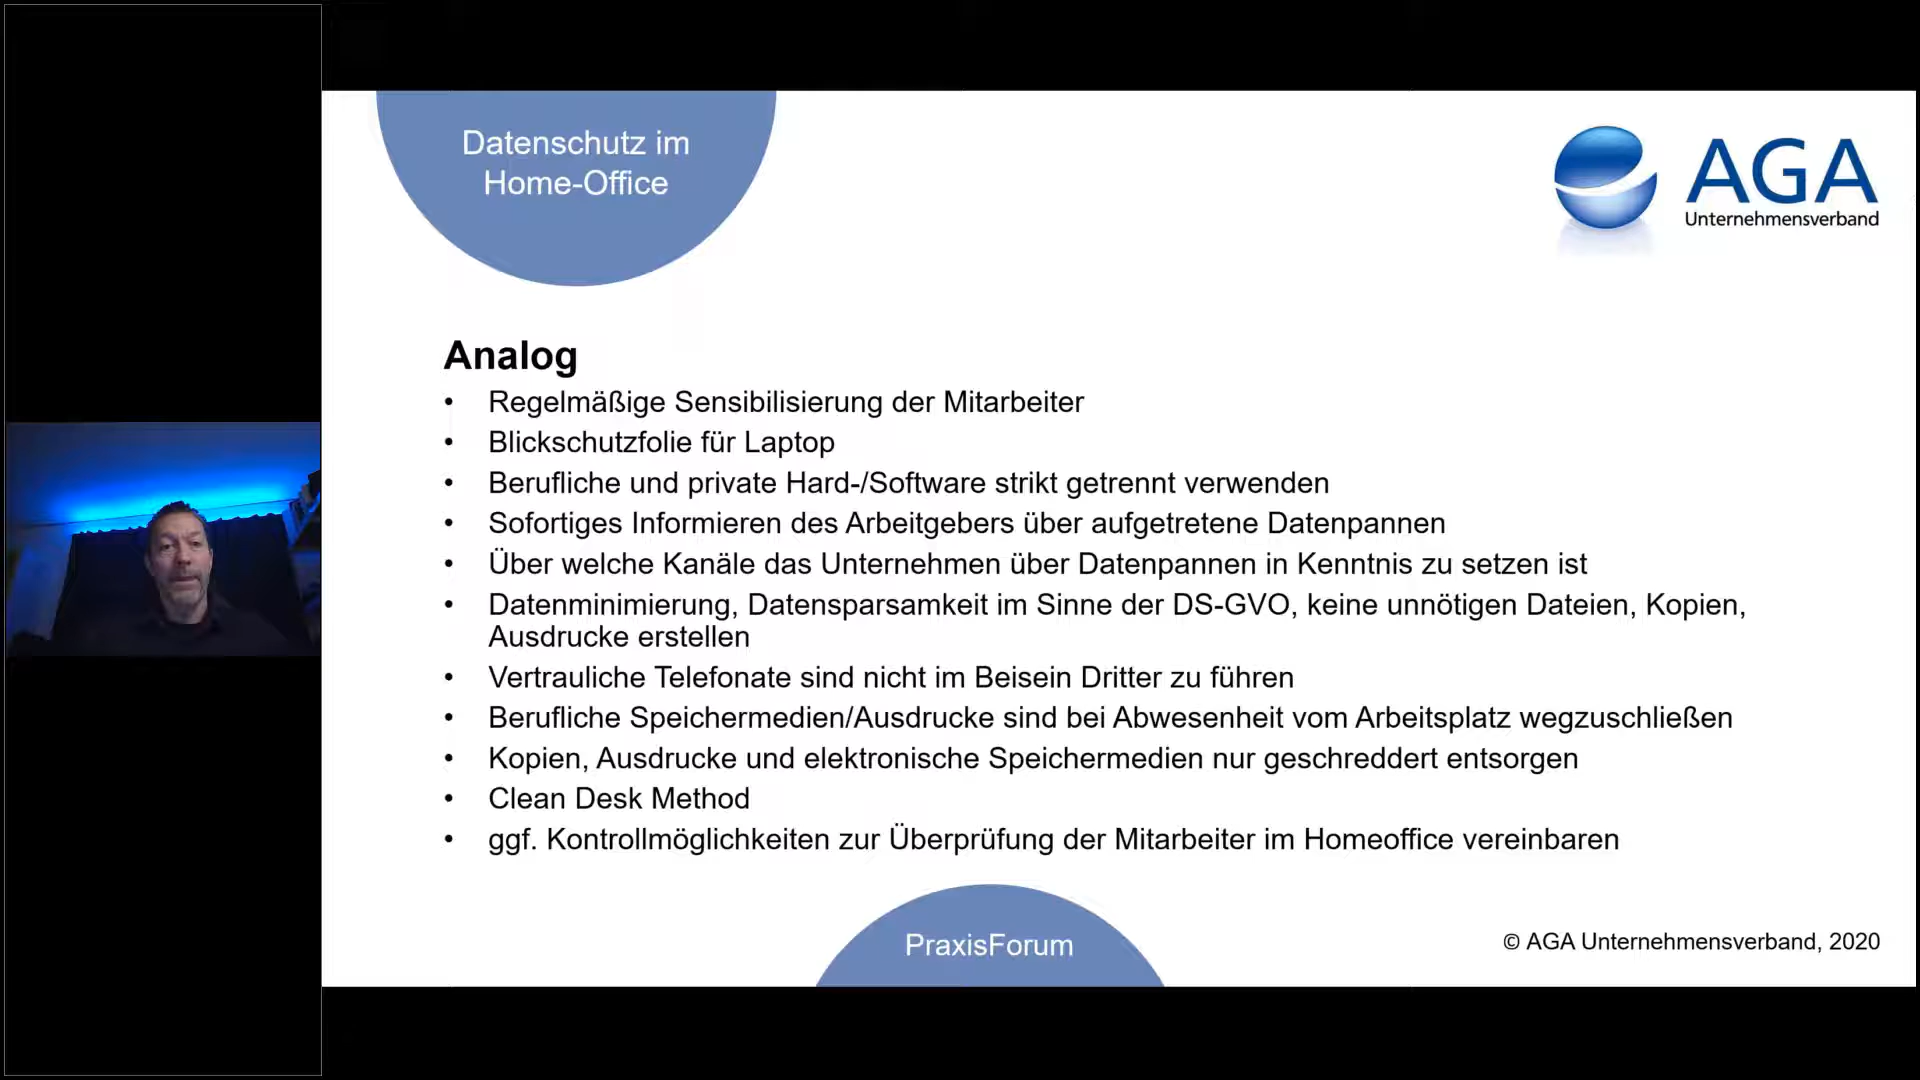 Datenschutz im
Home-Office
AGA
Unternehmensverband
Analog
• Regelmäßige Sensibilisierung der Mitarbeiter
• Blickschutzfolie für Laptop
• Berufliche und private Hard-/Software strikt getrennt verwenden
• Sofortiges Informieren des Arbeitgebers über aufgetretene Datenpannen
• Über welche Kanäle das Unternehmen über Datenpannen in Kenntnis zu setzen ist
• Datenminimierung, Datensparsamkeit im Sinne der DS-GVO, keine unnötigen Dateien, Kopien,
Ausdrucke erstellen
• Vertrauliche Telefonate sind nicht im Beisein Dritter zu führen
• Berufliche Speichermedien/Ausdrucke sind bei Abwesenheit vom Arbeitsplatz wegzuschließen
• Kopien, Ausdrucke und elektronische Speichermedien nur geschreddert entsorgen
• Clean Desk Method
• ggf. Kontrollmöglichkeiten zur Überprüfung der Mitarbeiter im Homeoffice vereinbaren
PraxisForum
© AGA Unternehmensverband, 2020